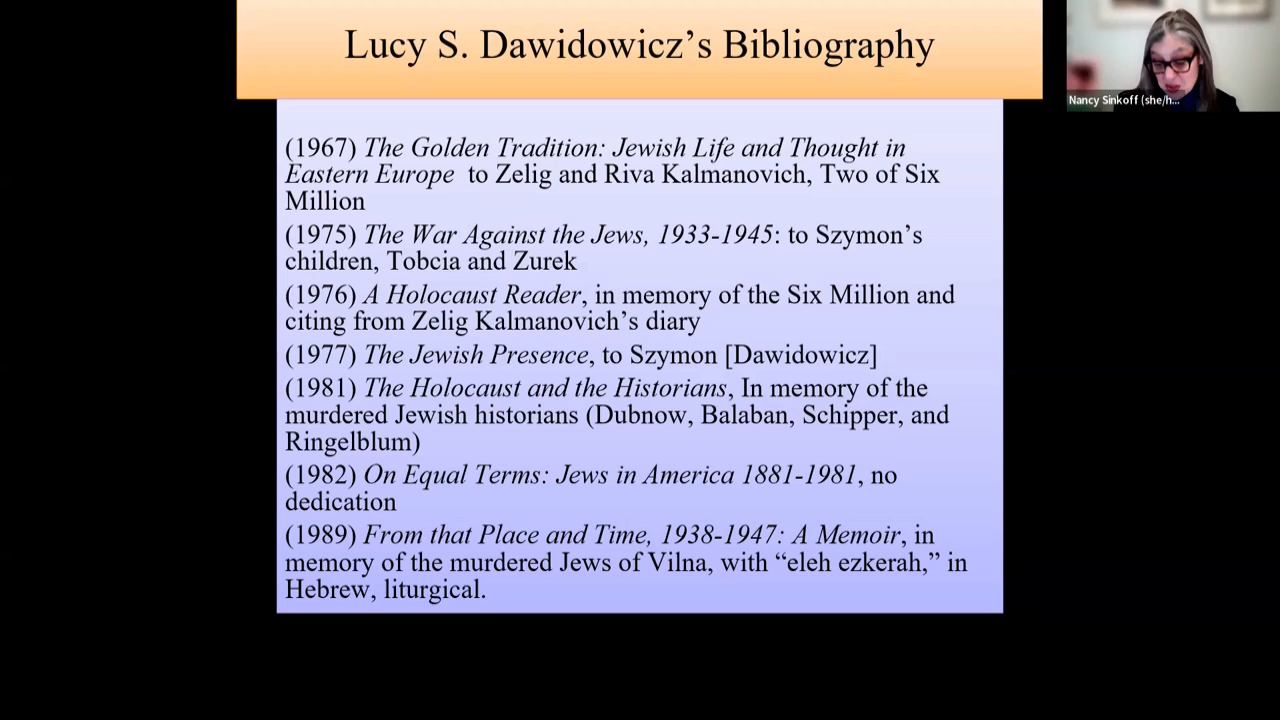 Lucy S. Dawidowicz’s Bibliography
Nancy Sinkoff (she/h...
(1967) The Golden Tradition: Jewish Life and Thought in
Eastern Europe to Zelig and Riva Kalmanovich, Two of Six
Million
(1975) The War Against the Jews, 1933-1945: to Szymon’s
children, Tobcia and Zurek
(1976) A Holocaust Reader, in memory of the Six Million and
citing from Zelig Kalmanovich’s diary
(1977) The Jewish Presence, to Szymon [Dawidowicz]
(1981) The Holocaust and the Historians, In memory of the
murdered Jewish historians (Dubnow, Balaban, Schipper, and
Ringelblum)
(1982) On Equal Terms: Jews in America 1881-1981, no
dedication
(1989) From that Place and Time, 1938-1947: A Memoir, in
memory of the murdered Jews of Vilna, with “eleh ezkerah,” in
Hebrew, liturgical.